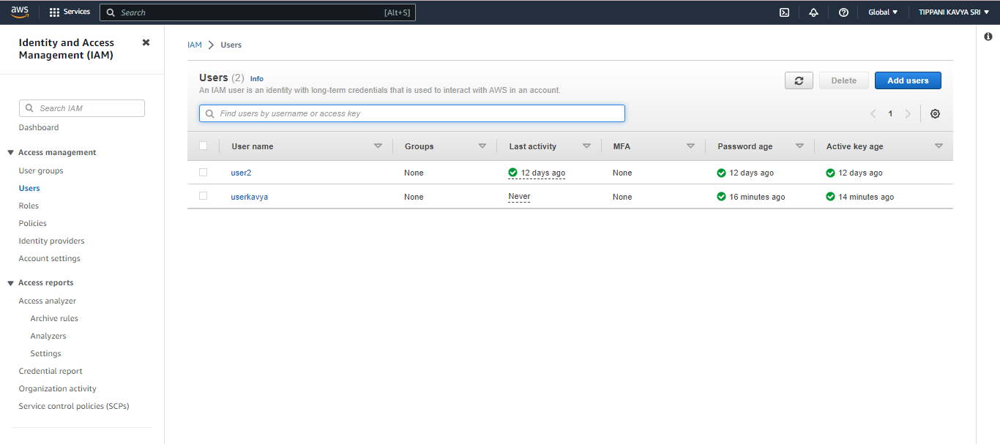 aws
Services
Search [Alt+S]
Global
TIPPANI KAVYA SRI
Identity and Access
Management (IAM)
Search IAM
Dashboard
Access management
User groups
Users
Roles
Policies
Identity providers
Account settings
Access reports
Access analyzer
Archive rules
Analyzers
Settings
Credential report
Organization activity
Service control policies (SCPs)
IAM Users
Users (2) Info
An IAM user is an identity with long-term credentials that is used to interact with AWS in an account.
Delete
Add users
Find users by username or access key
1
User name Groups Last activity MFA Password age Active key age
user2 None 12 days ago None 12 days ago 12 days ago
userkavya None Never None 16 minutes ago 14 minutes ago